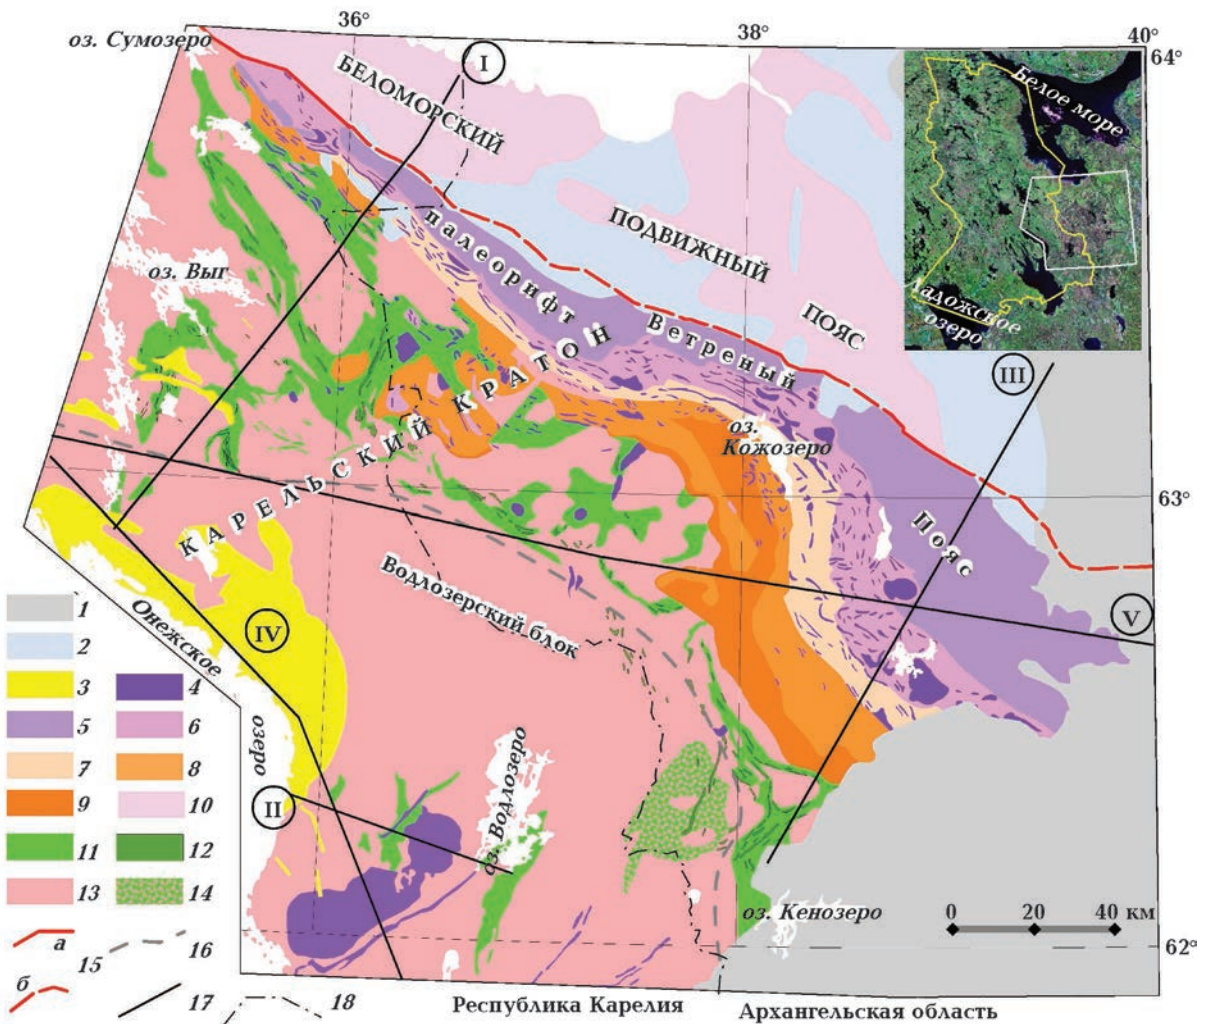 36°
38°
40°
64°
оз. Сумозеро
I
БЕЛОМОРСКИЙ
ПОДВИЖНЫЙ
ПОЯС
Белое море
Ладожское
озеро
палеорифт
Ветреный
Пояс
оз. Выг
КАРЕЛЬСКИЙ КРАТОН
оз.
Кожозеро
III
63°
Водлозерский блок
V
IV
Онежское
озеро
II
оз. Водлозеро
оз. Кенозеро
0 20 40 км
62°
1
2
3 4
5 6
7 8
9 10
11 12
13 14
а
б
15 16
17 18
Республика Карелия
Архангельская область